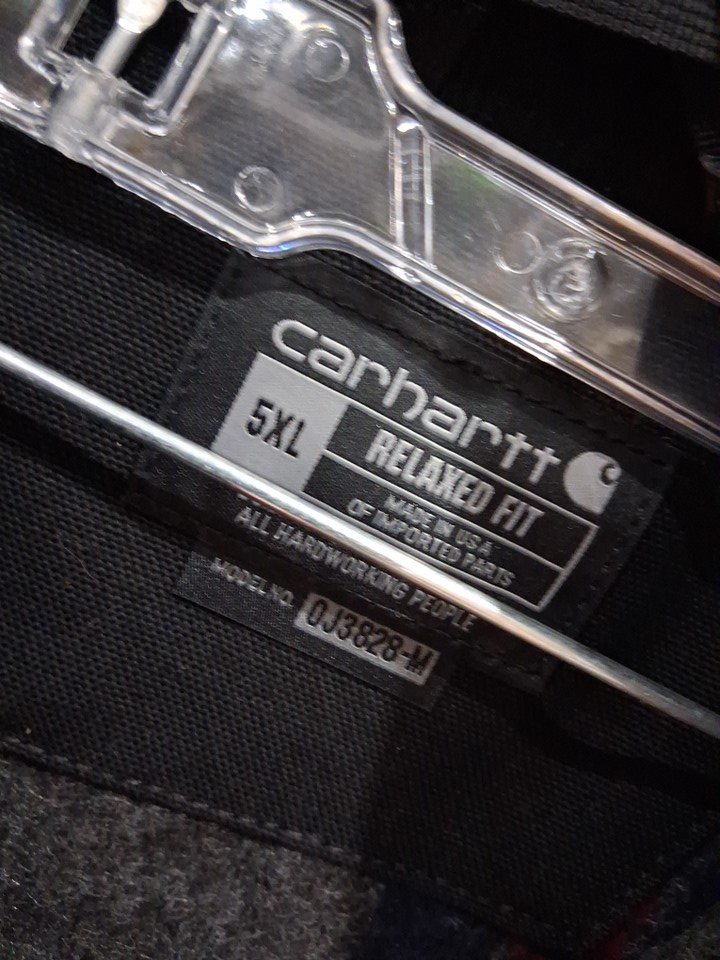 carhartt
5XL
RELAXED FIT
MADE IN USA
OF IMPORTED PARTS
ALL HARDWORKING PEOPLE
MODEL NO. OJ3828-M